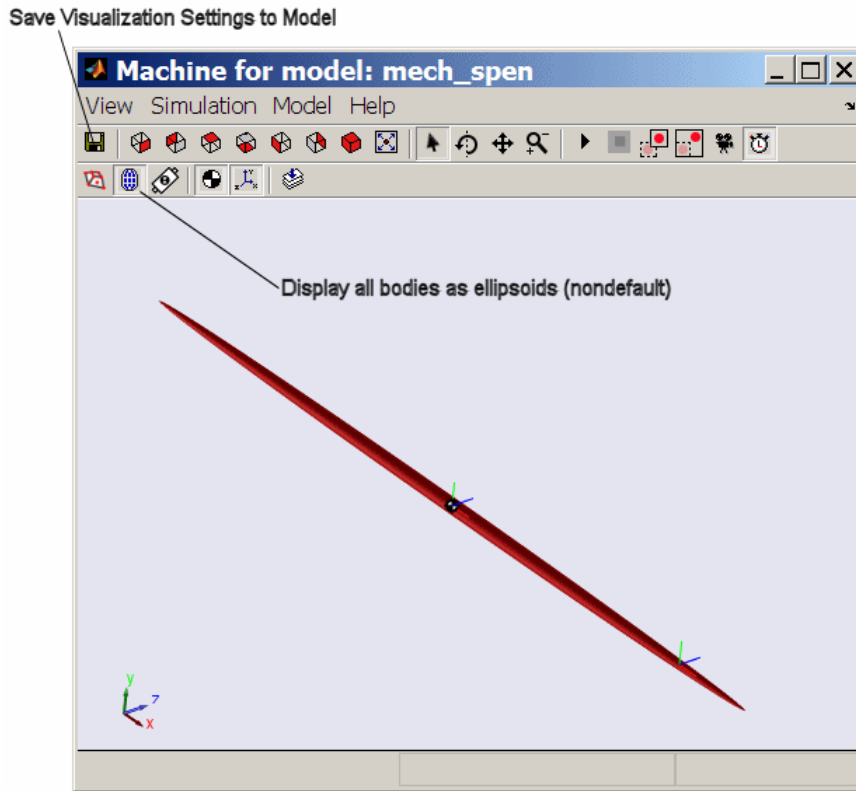 Save Visualization Settings to Model
Machine for model: mech_spen
View Simulation Model Help
Display all bodies as ellipsoids (nondefault)
y
z
x